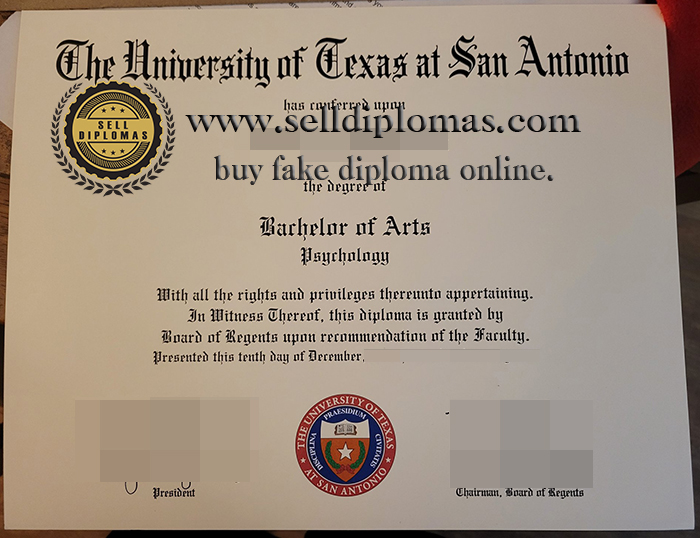 The University of Texas at San Antonio
has conferred upon
SELL
DIPLOMAS
www.selldiplomas.com
buy fake diploma online.
the degree of
Bachelor of Arts
Psychology
With all the rights and privileges thereunto appertaining.
In Witness Thereof, this diploma is granted by
Board of Regents upon recommendation of the Faculty.
Presented this tenth day of December,
THE UNIVERSITY OF TEXAS
PRAESIDIUM
DISCIPLINA
CIVITATIS
AT SAN ANTONIO
President
Chairman, Board of Regents